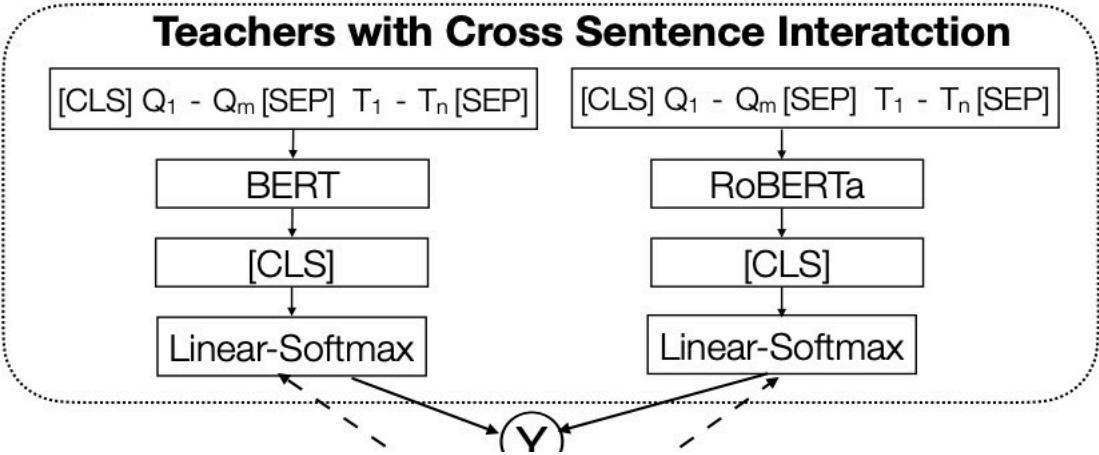 Teachers with Cross Sentence Interatction
[CLS] Q1 - Qm [SEP] T1 - Tn [SEP]
[CLS] Q1 - Qm [SEP] T1 - Tn [SEP]
BERT
RoBERTa
[CLS]
[CLS]
Linear-Softmax
Linear-Softmax
Y